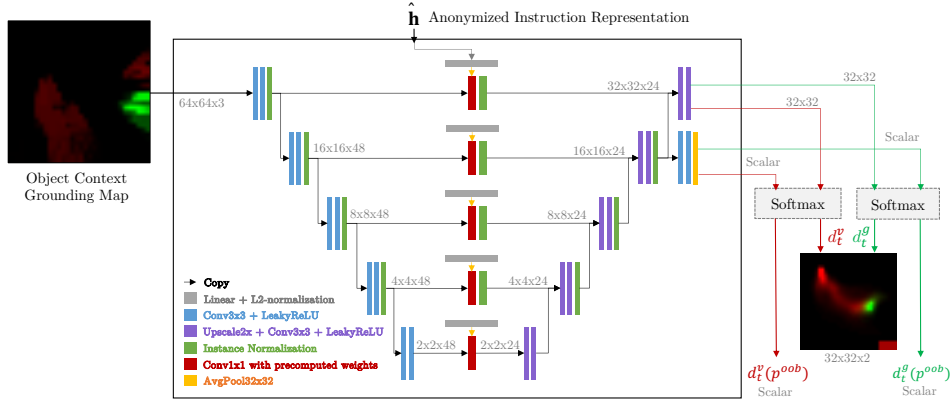 ĥ Anonymized Instruction Representation
64x64x3
32x32x24
32x32
32x32
16x16x48
16x16x24
Scalar
Scalar
Object Context
Grounding Map
8x8x48
8x8x24
Softmax
Softmax
d_t^v d_t^g
4x4x48
4x4x24
2x2x48
2x2x24
Copy
Linear + L2-normalization
Conv3x3 + LeakyReLU
Upscale2x + Conv3x3 + LeakyReLU
Instance Normalization
Conv1x1 with precomputed weights
AvgPool32x32
32x32x2
d_t^v(p^{oob})
Scalar
d_t^g(p^{oob})
Scalar